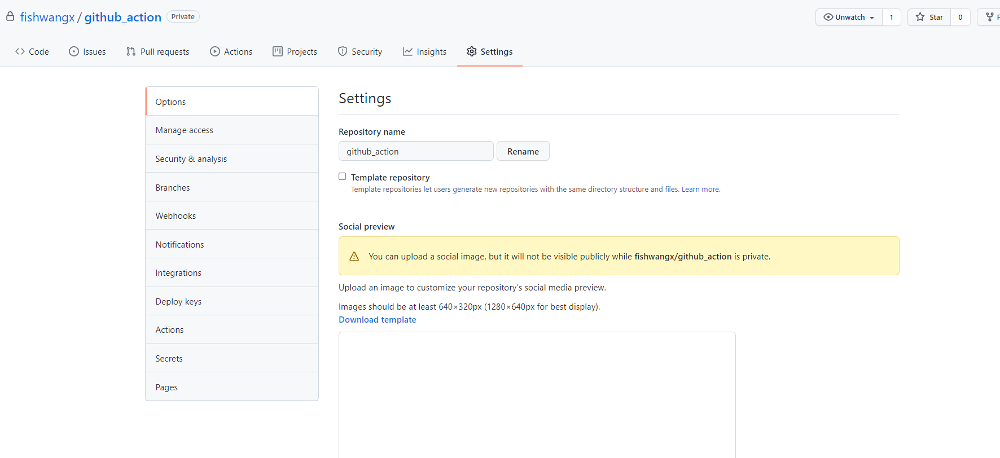 fishwangx / github_action Private
Unwatch 1 Star 0
Code Issues Pull requests Actions Projects Security Insights Settings
Options
Manage access
Security & analysis
Branches
Webhooks
Notifications
Integrations
Deploy keys
Actions
Secrets
Pages
Settings
Repository name
github_action Rename
Template repository
Template repositories let users generate new repositories with the same directory structure and files. Learn more.
Social preview
You can upload a social image, but it will not be visible publicly while fishwangx/github_action is private.
Upload an image to customize your repository’s social media preview.
Images should be at least 640×320px (1280×640px for best display).
Download template